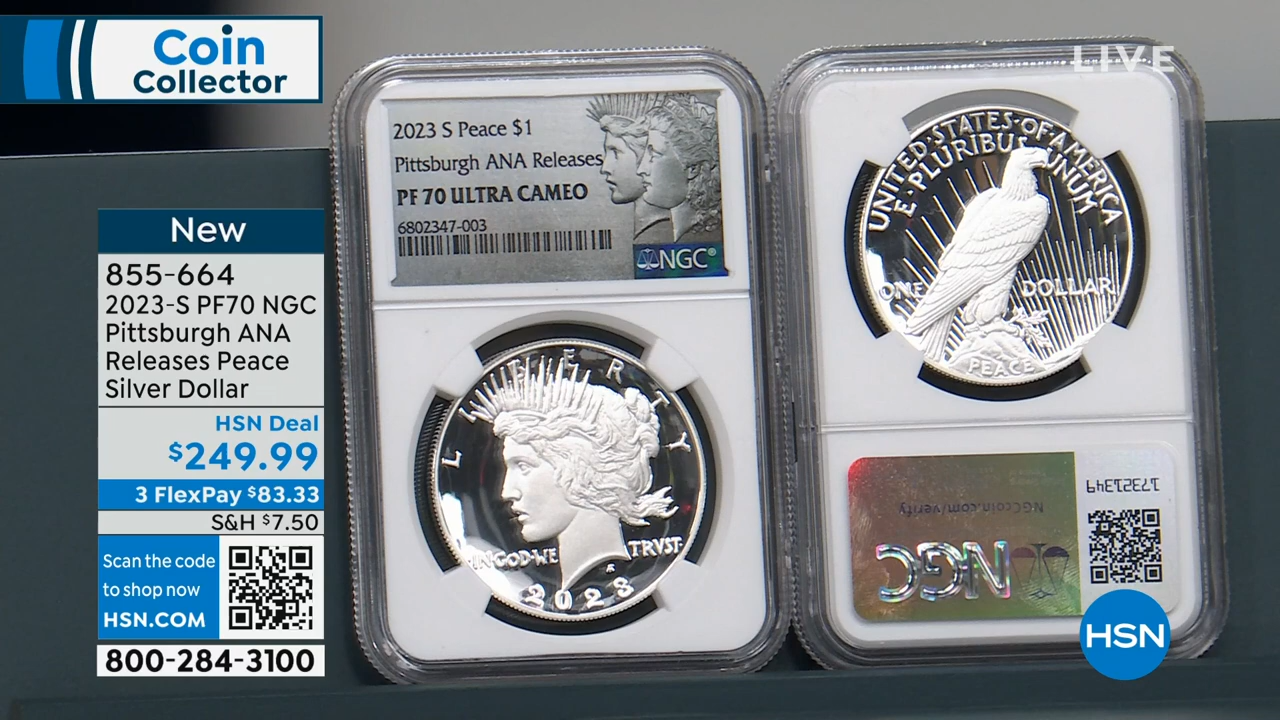 Coin
Collector
LIVE
New
855-664
2023-S PF70 NGC
Pittsburgh ANA
Releases Peace
Silver Dollar
HSN Deal
$249.99
3 FlexPay $83.33
S&H $7.50
Scan the code
to shop now
HSN.COM
800-284-3100
2023 S Peace $1
Pittsburgh ANA Releases
PF 70 ULTRA CAMEO
6802347-003
NGC
LIBERTY
IN GOD·WE TRVST·
2023
UNITED·STATES·OF·AMERICA
E·PLURIBUS UNUM
ONE DOLLAR
PEACE
17321349
NGCcoin.com/verify
NGC
HSN